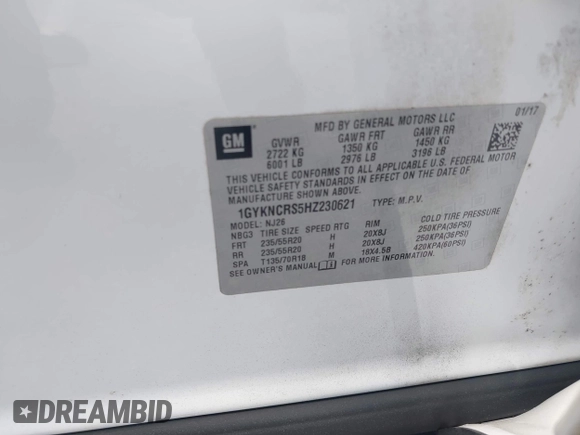 01/17
MFD BY GENERAL MOTORS LLC
GM
GVWR GAWR FRT GAWR RR
2722 KG 1350 KG 1450 KG
6001 LB 2976 LB 3196 LB
THIS VEHICLE CONFORMS TO ALL APPLICABLE U.S. FEDERAL MOTOR
VEHICLE SAFETY STANDARDS IN EFFECT ON THE DATE OF
MANUFACTURE SHOWN ABOVE.
1GYKNCRS5HZ230621 TYPE: M.P.V.
MODEL: NJ26
NBG3 TIRE SIZE SPEED RTG RIM COLD TIRE PRESSURE
FRT 235/55R20 H 20X8J 250KPA(36PSI)
RR 235/55R20 H 20X8J 250KPA(36PSI)
SPA T135/70R18 M 18X4.5B 420KPA(60PSI)
SEE OWNER'S MANUAL FOR MORE INFORMATION.
DREAMBID